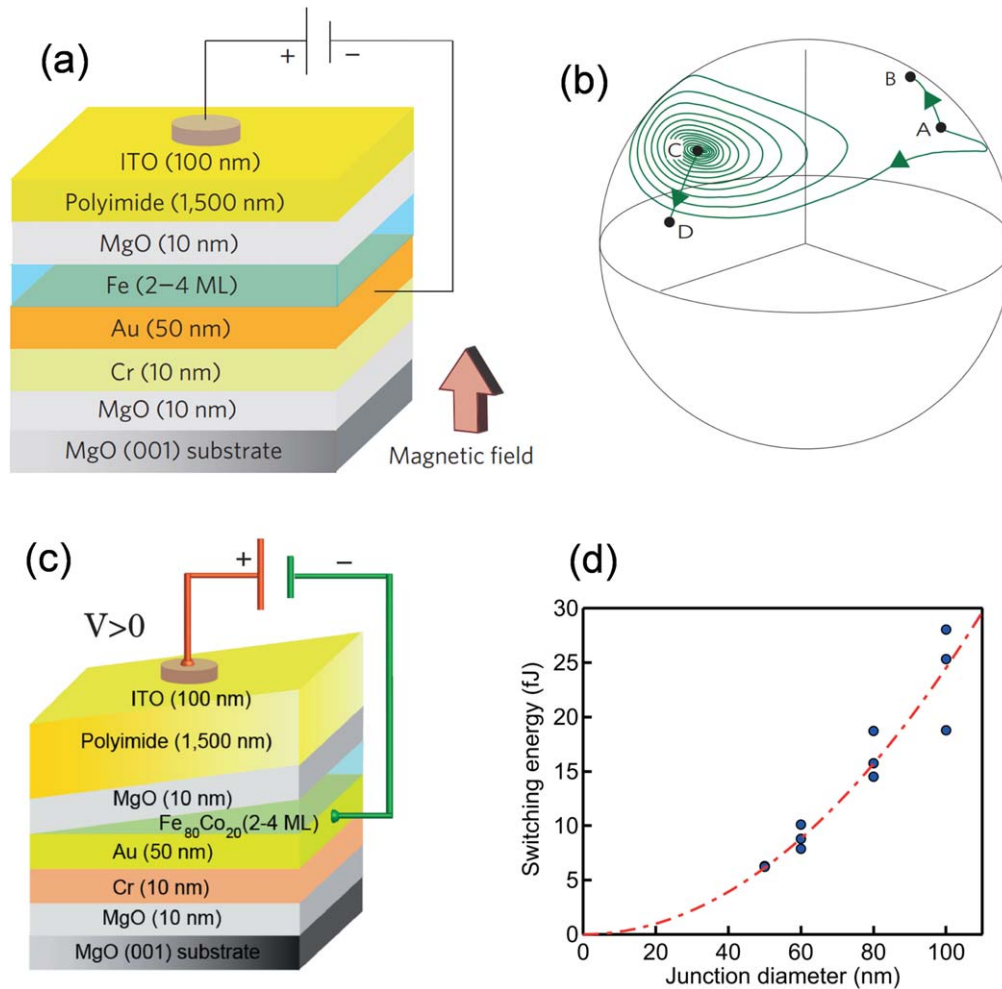 (a)
+ −
ITO (100 nm)
Polyimide (1,500 nm)
MgO (10 nm)
Fe (2−4 ML)
Au (50 nm)
Cr (10 nm)
MgO (10 nm)
MgO (001) substrate
Magnetic field
(b)
B
A
C
D
(c)
+ −
V>0
ITO (100 nm)
Polyimide (1,500 nm)
MgO (10 nm)
Fe₈₀Co₂₀(2-4 ML)
Au (50 nm)
Cr (10 nm)
MgO (10 nm)
MgO (001) substrate
(d)
Switching energy (fJ)
30
25
20
15
10
5
0
0 20 40 60 80 100
Junction diameter (nm)